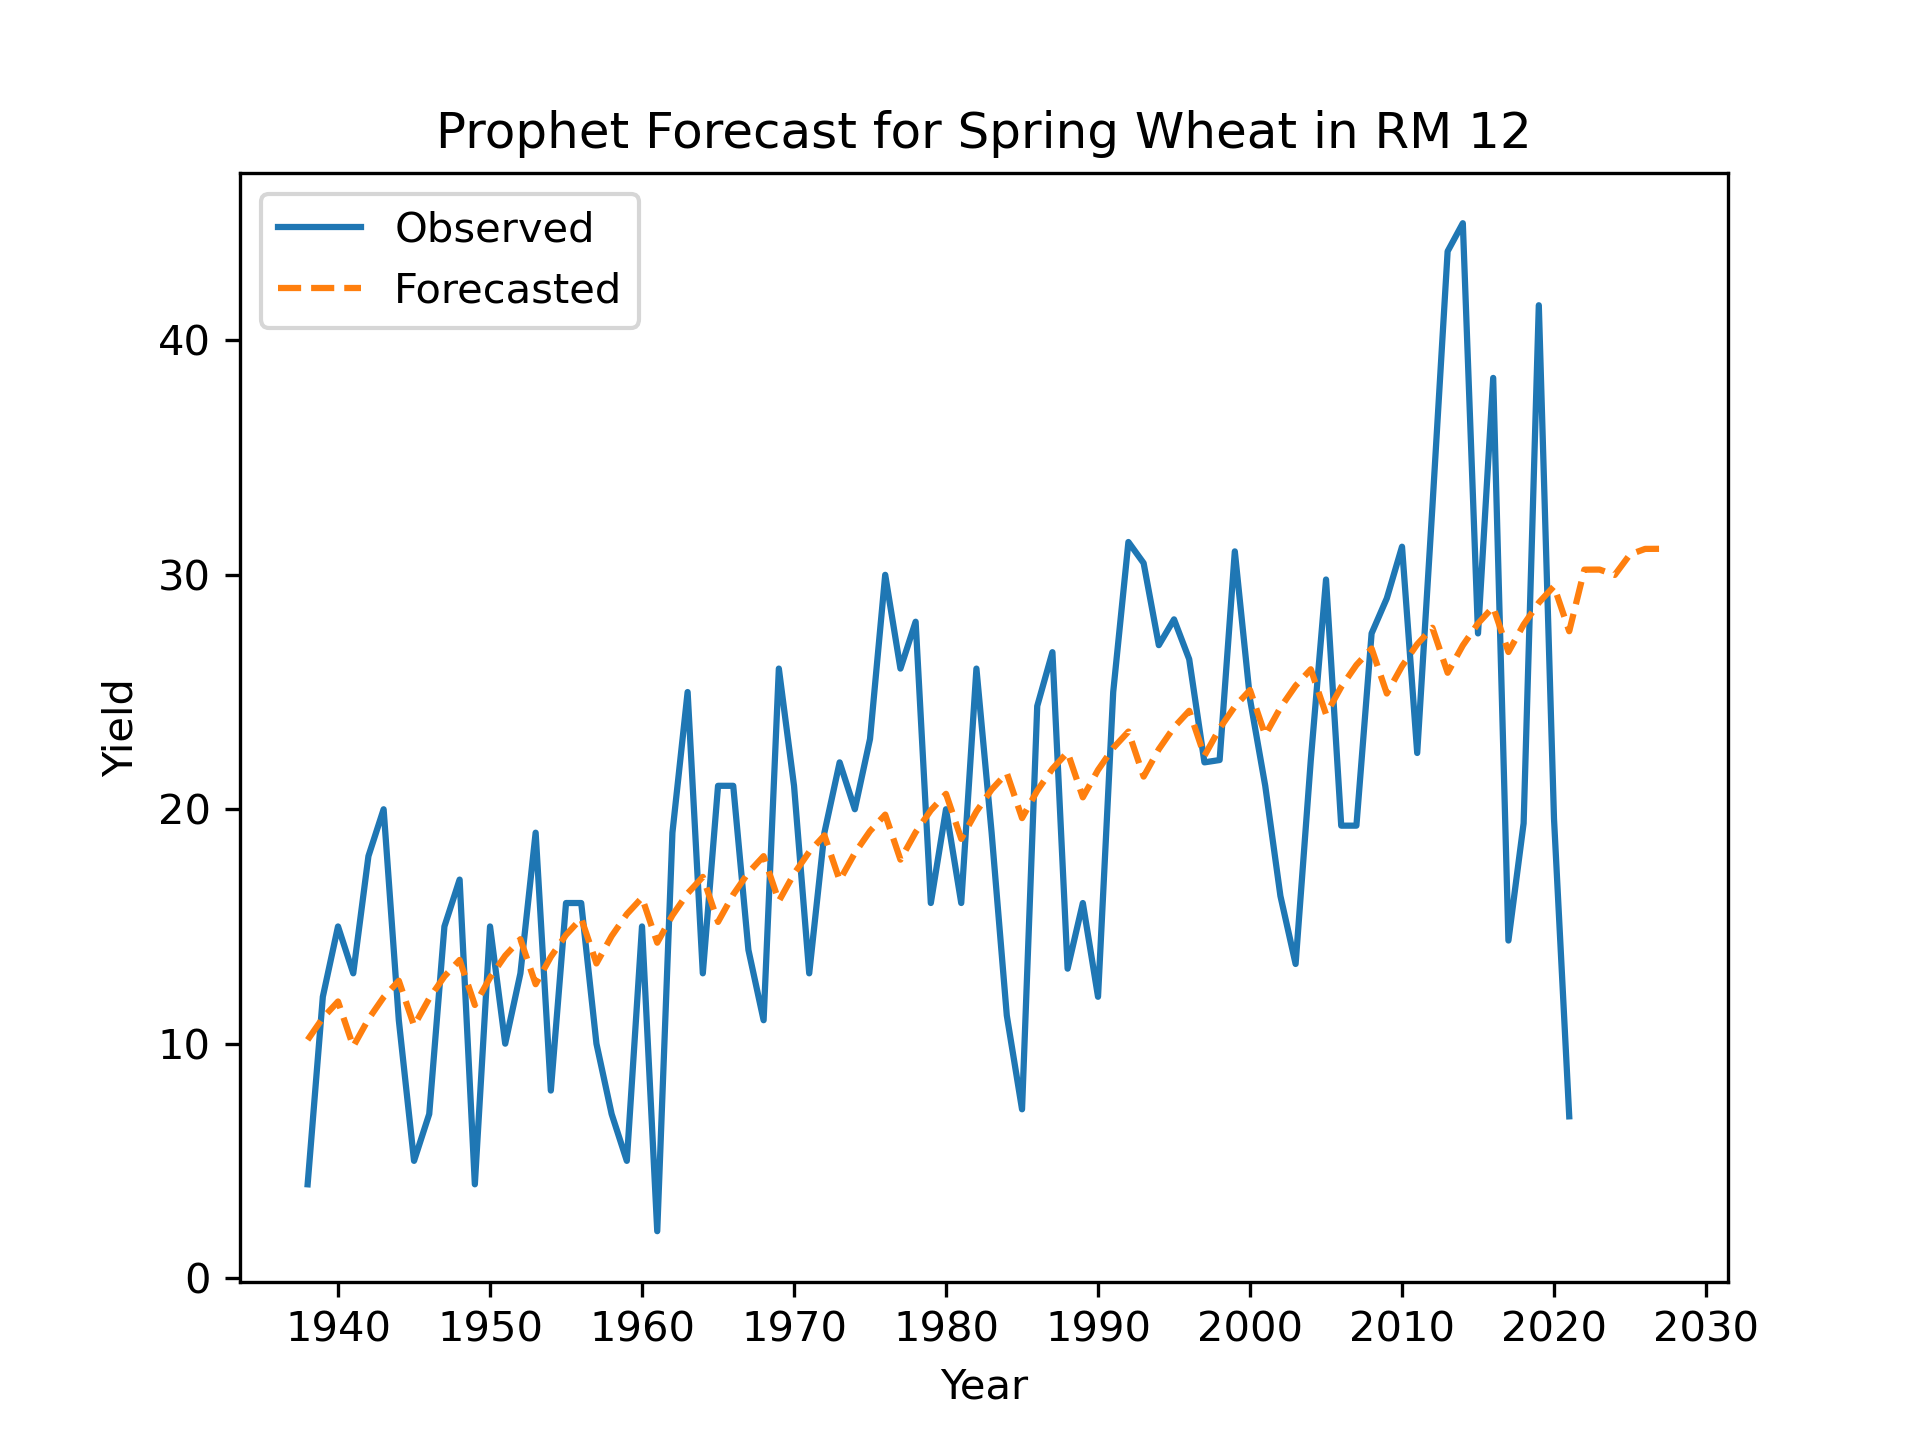 Prophet Forecast for Spring Wheat in RM 12
Observed
Forecasted
40
30
20
10
0
Yield
1940 1950 1960 1970 1980 1990 2000 2010 2020 2030
Year